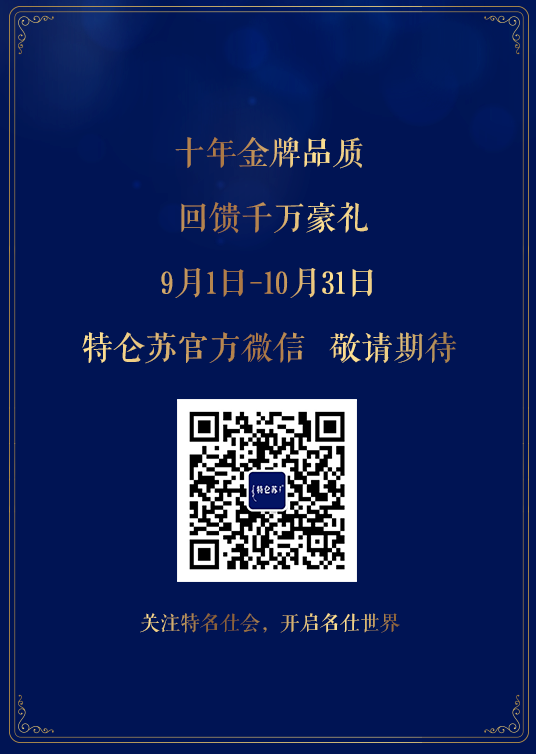 十年金牌品质
回馈千万豪礼
9月1日-10月31日
特仑苏官方微信 敬请期待
特仑苏
关注特名仕会，开启名仕世界